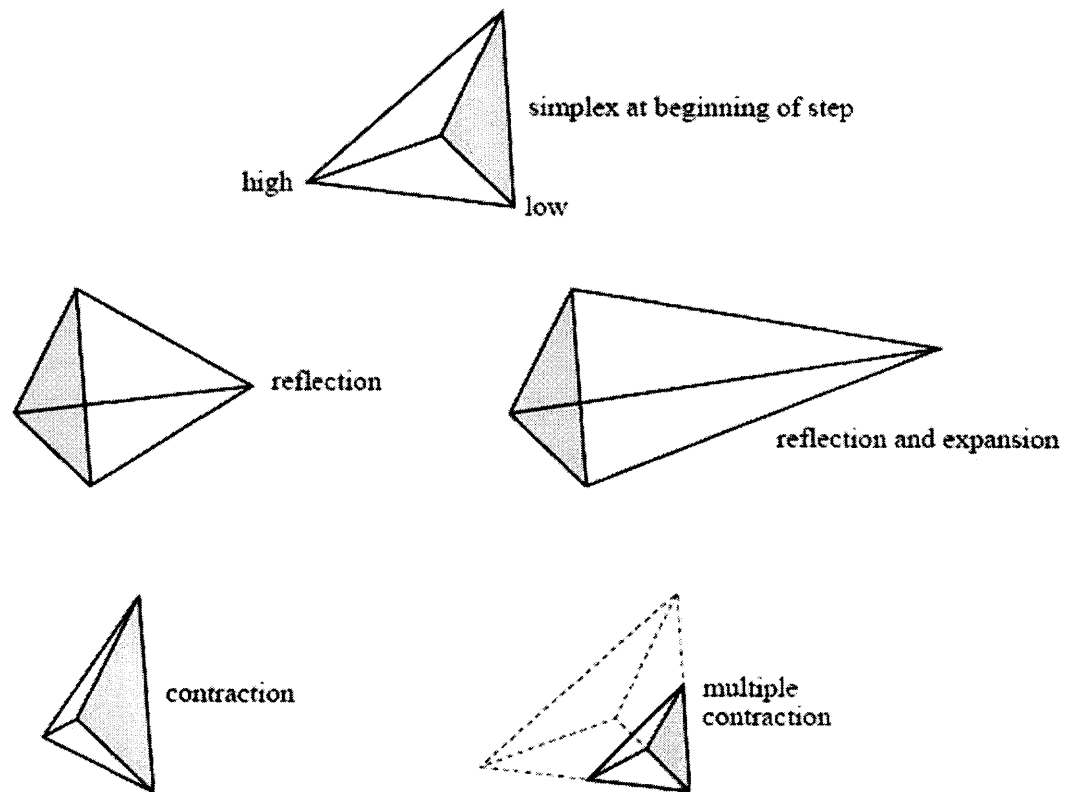 simplex at beginning of step
high
low
reflection
reflection and expansion
contraction
multiple
contraction